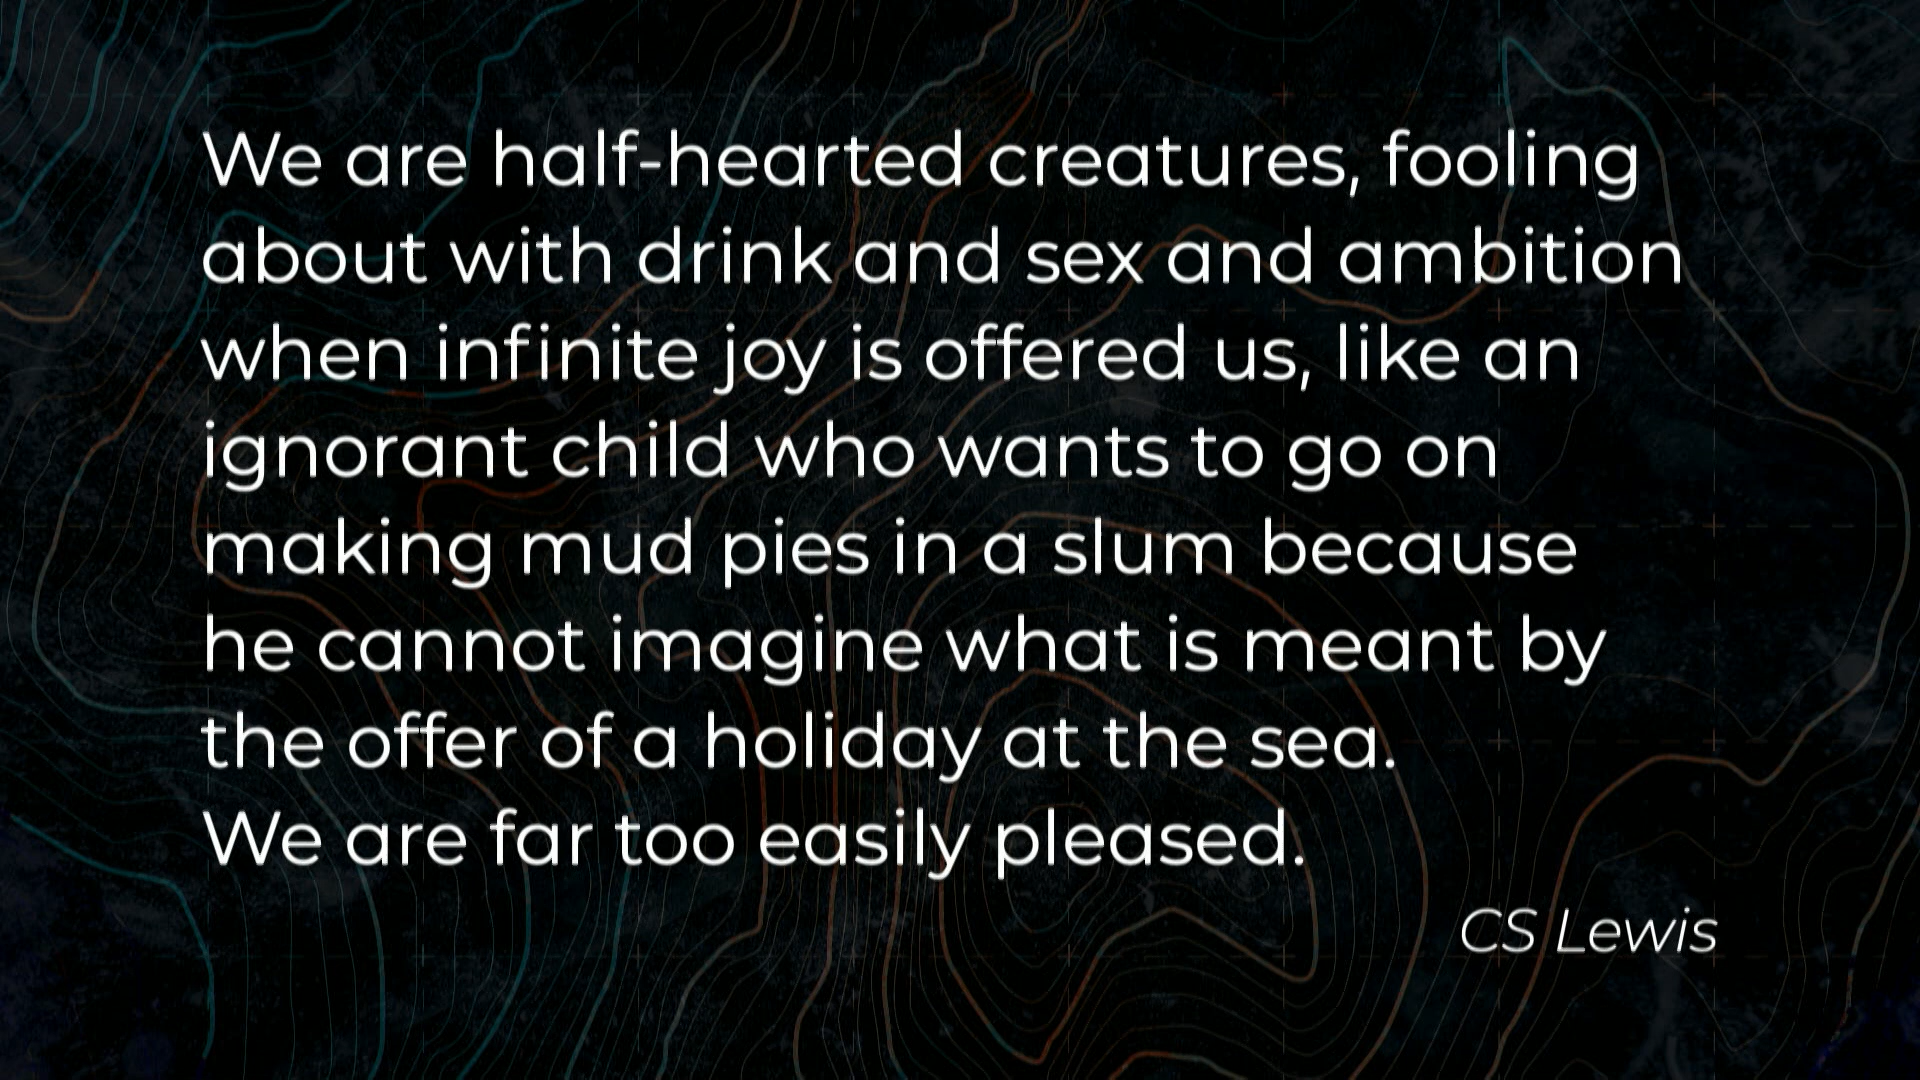 We are half-hearted creatures, fooling
about with drink and sex and ambition
when infinite joy is offered us, like an
ignorant child who wants to go on
making mud pies in a slum because
he cannot imagine what is meant by
the offer of a holiday at the sea.
We are far too easily pleased.
CS Lewis